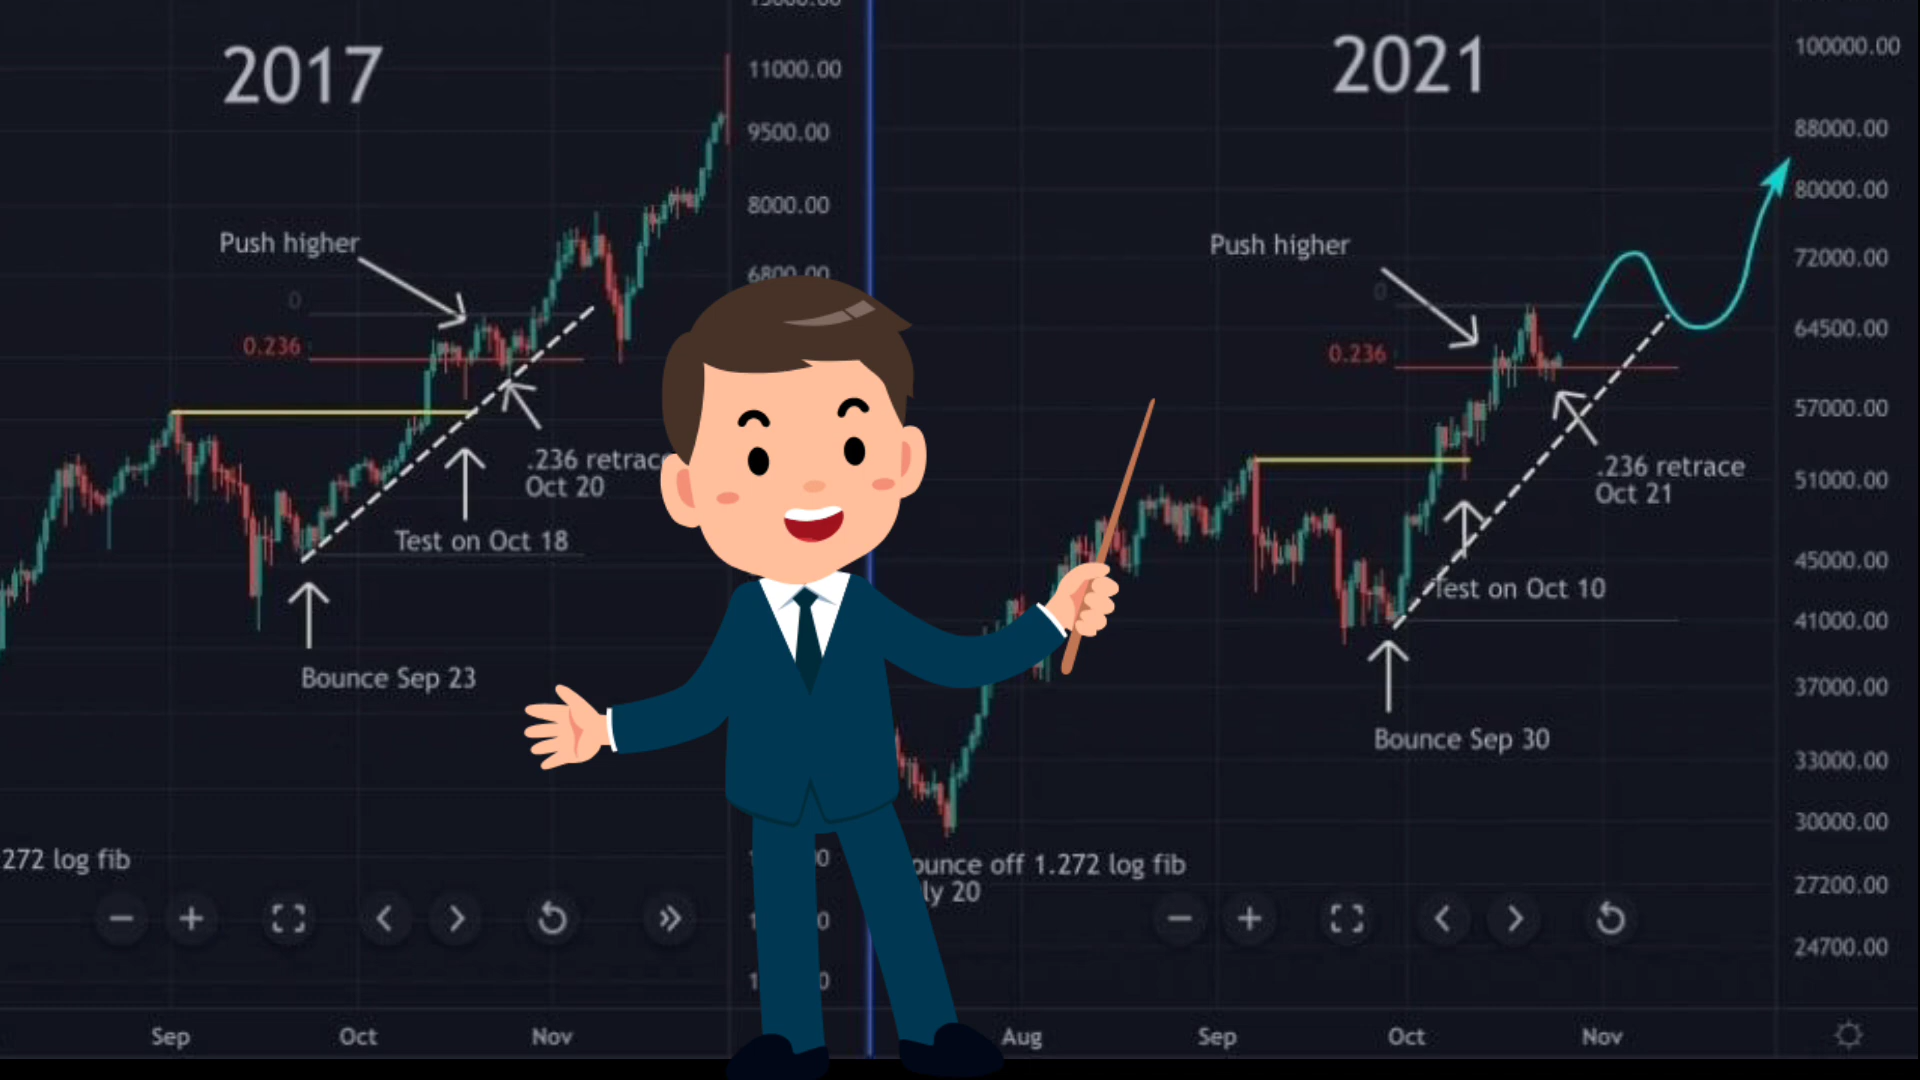 2017
Push higher
0
0.236
.236 retrace
Oct 20
Test on Oct 18
Bounce Sep 23
272 log fib
Sep
Oct
Nov
11000.00
9500.00
8000.00
6800.00
2021
Push higher
0
0.236
.236 retrace
Oct 21
Test on Oct 10
Bounce Sep 30
ounce off 1.272 log fib
ly 20
Aug
Sep
Oct
Nov
100000.00
88000.00
80000.00
72000.00
64500.00
57000.00
51000.00
45000.00
41000.00
37000.00
33000.00
30000.00
27200.00
24700.00